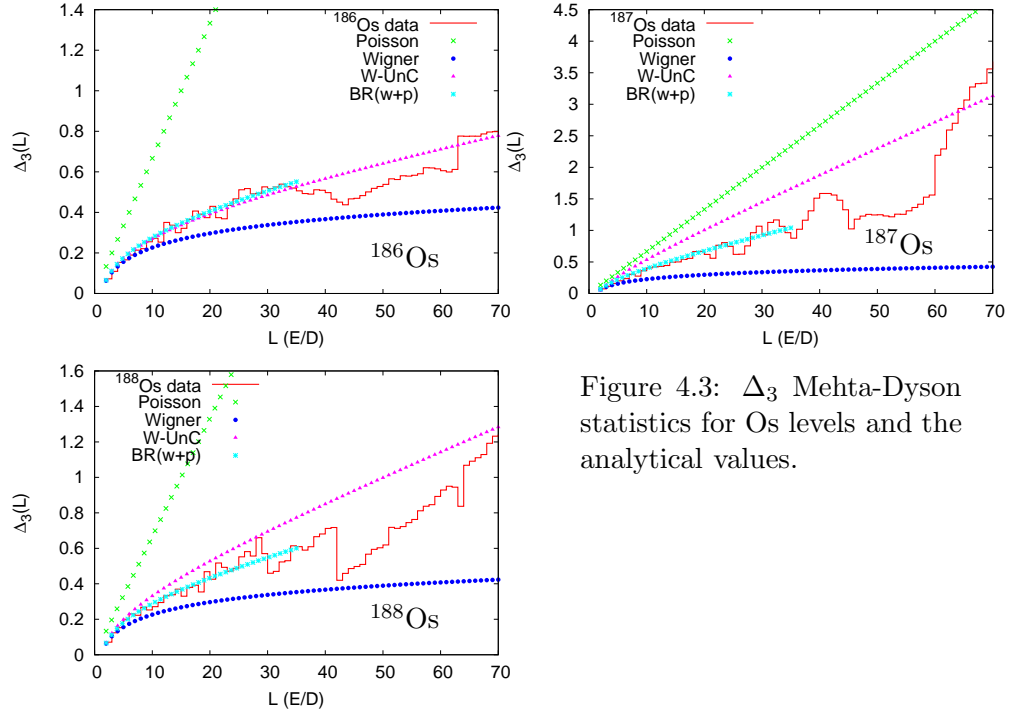 1.4
1.2
1
0.8
0.6
0.4
0.2
0
0 10 20 30 40 50 60 70
Δ₃(L)
L (E/D)
¹⁸⁶Os data
Poisson
Wigner
W-UnC
BR(w+p)
¹⁸⁶Os
4.5
4
3.5
3
2.5
2
1.5
1
0.5
0
0 10 20 30 40 50 60 70
Δ₃(L)
L (E/D)
¹⁸⁷Os data
Poisson
Wigner
W-UnC
BR(w+p)
¹⁸⁷Os
1.6
1.4
1.2
1
0.8
0.6
0.4
0.2
0
0 10 20 30 40 50 60 70
Δ₃(L)
L (E/D)
¹⁸⁸Os data
Poisson
Wigner
W-UnC
BR(w+p)
¹⁸⁸Os
Figure 4.3: Δ₃ Mehta-Dyson
statistics for Os levels and the
analytical values.